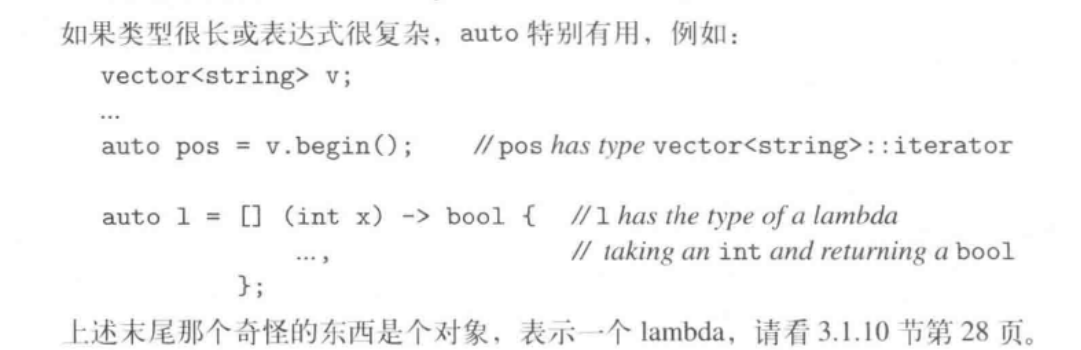 如果类型很长或表达式很复杂，auto 特别有用，例如：
vector<string> v;
...
auto pos = v.begin(); // pos has type vector<string>::iterator
auto l = [] (int x) -> bool { // l has the type of a lambda
..., // taking an int and returning a bool
};
上述末尾那个奇怪的东西是个对象，表示一个 lambda，请看 3.1.10 节第 28 页。